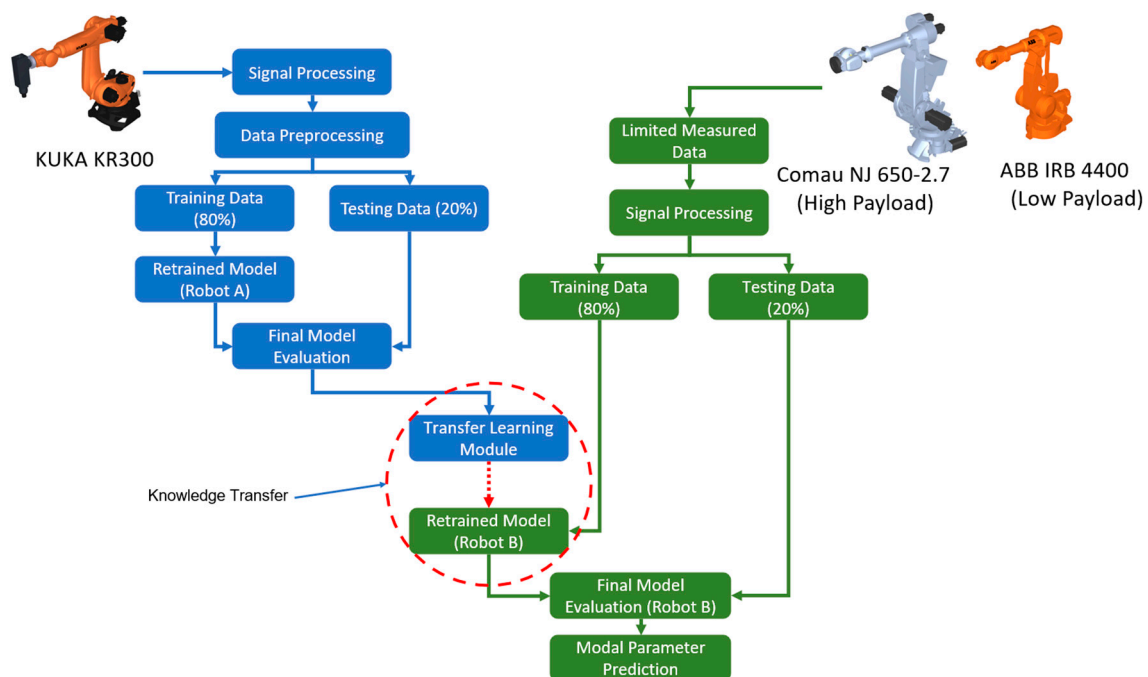 KUKA KR300
Signal Processing
Data Preprocessing
Training Data
(80%)
Testing Data (20%)
Retrained Model
(Robot A)
Final Model
Evaluation
Transfer Learning
Module
Knowledge Transfer
Retrained Model
(Robot B)
Comau NJ 650-2.7
(High Payload)
ABB IRB 4400
(Low Payload)
Limited Measured
Data
Signal Processing
Training Data
(80%)
Testing Data
(20%)
Final Model
Evaluation (Robot B)
Modal Parameter
Prediction